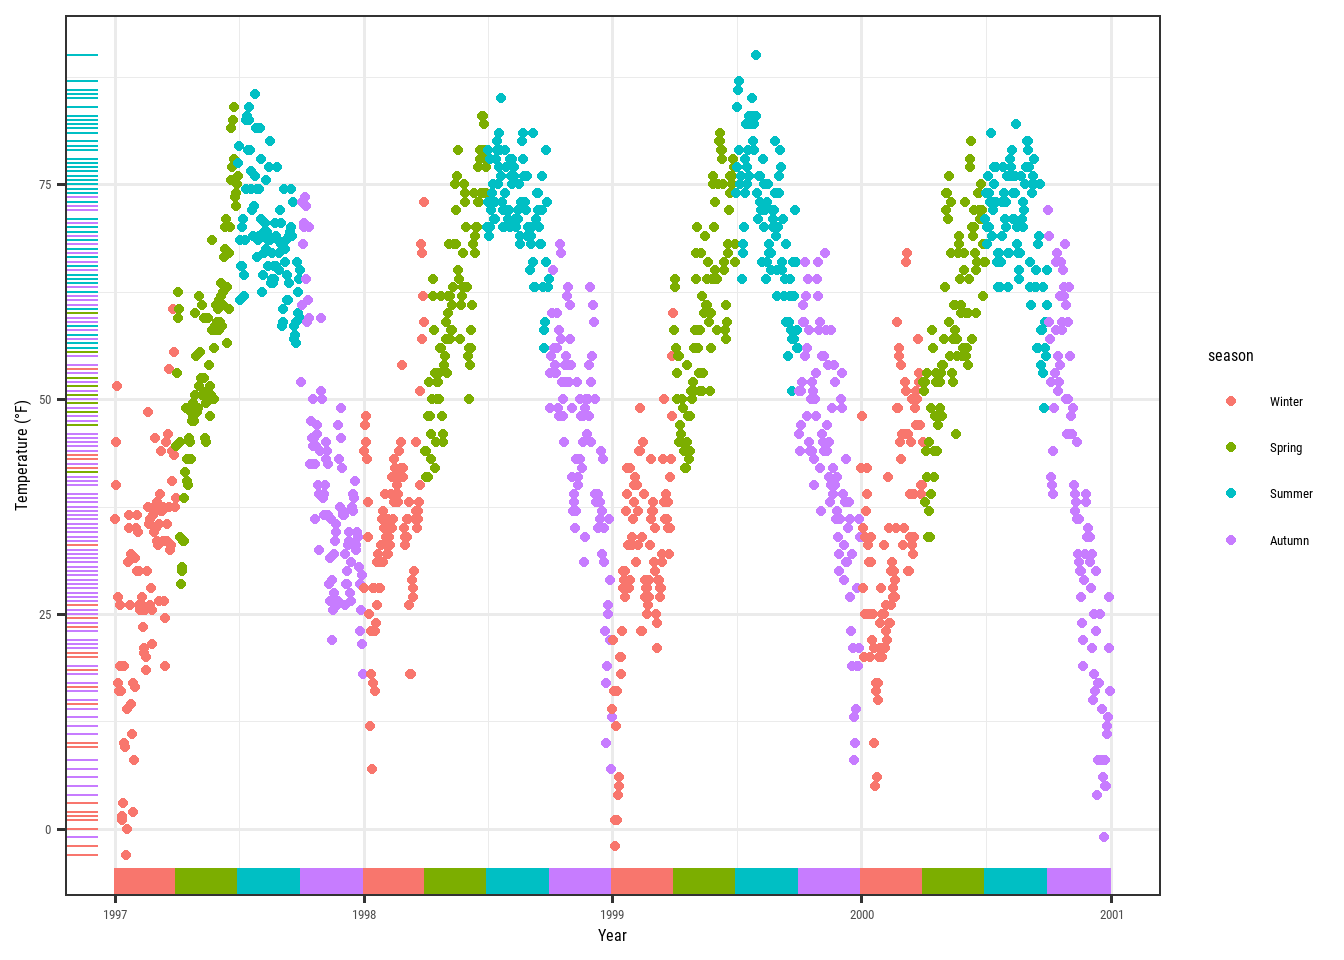 Temperature (°F)
75
50
25
0
1997
1998
1999
2000
2001
Year
season
Winter
Spring
Summer
Autumn